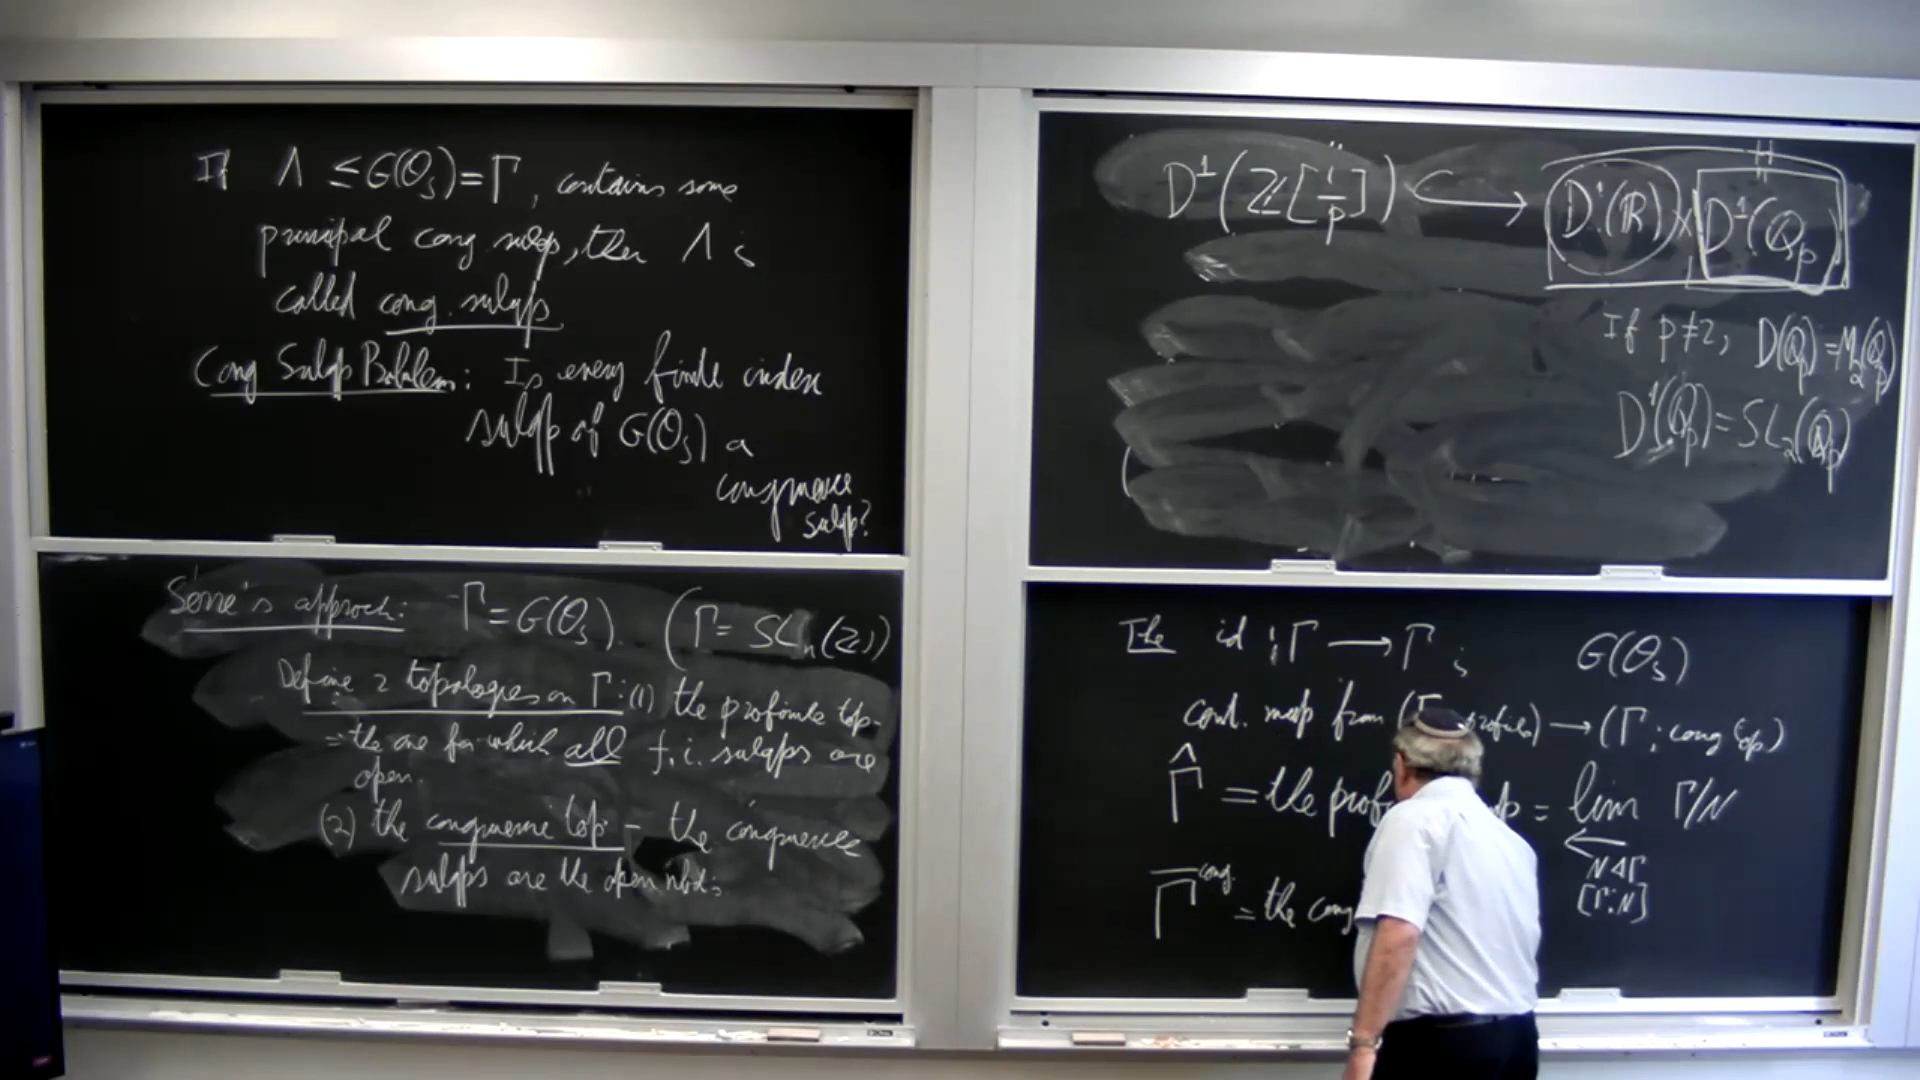 If Λ ≤ G(O_s) = Γ, contains some
principal cong subgp, then Λ is
called cong. subgps
Cong Subgp Problem: Is every finite index
subgp of G(O_s) a
congruence
subgp?
Serre's approch: Γ = G(O_s). (Γ = SL_n(Z))
Define 2 topologies on Γ: (1) the profinite top-
= the one for which all f.i. subgps are
open.
(2) the congruence top - the congruence
subgps are the open nbds
D^1(Z[1/p]) ↪ D^1(R) × D^1(Q_p)
H
If p≠2, D(Q_p) = M_2(Q_p)
D^1(Q_p) = SL_2(Q_p)
The id: Γ → Γ is G(O_s)
cont. map from (Γ, profinite) → (Γ; cong top)
Γ̂ = the prof = lim Γ/N
←
N⊲Γ
[Γ:N]
Γ̄^cong. = the cong